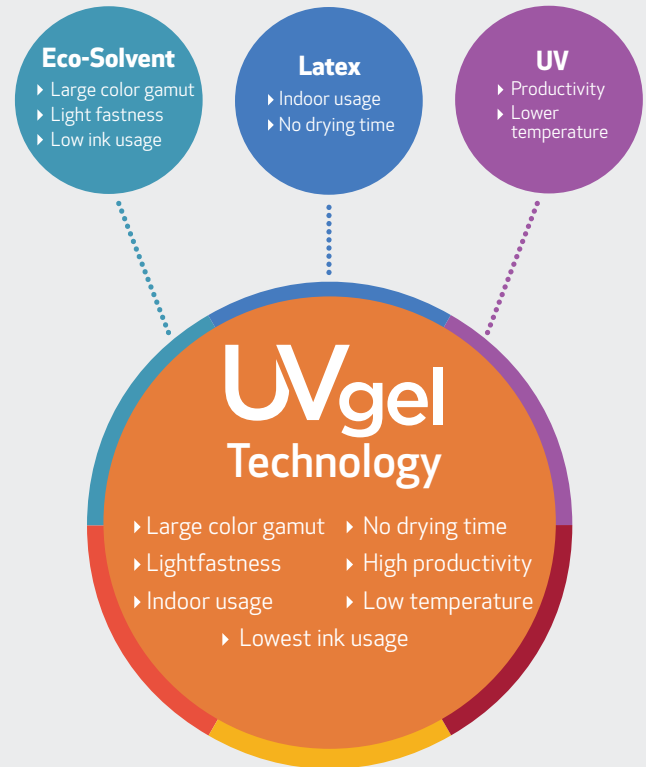 Eco-Solvent
Large color gamut
Light fastness
Low ink usage
Latex
Indoor usage
No drying time
UV
Productivity
Lower
temperature
UVgel
Technology
Large color gamut
Lightfastness
Indoor usage
No drying time
High productivity
Low temperature
Lowest ink usage